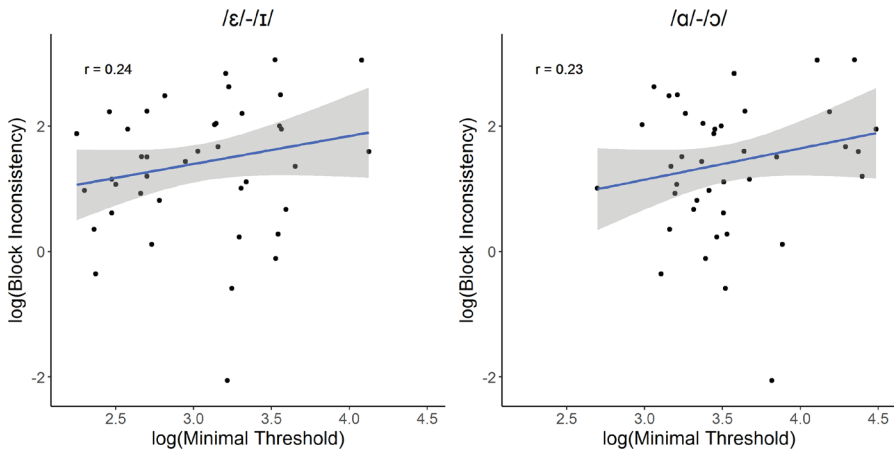 /ɛ/-/ɪ/
r = 0.24
log(Block Inconsistency)
2
0
-2
2.5 3.0 3.5 4.0 4.5
log(Minimal Threshold)
/ɑ/-/ɔ/
r = 0.23
log(Block Inconsistency)
2
0
-2
2.5 3.0 3.5 4.0 4.5
log(Minimal Threshold)